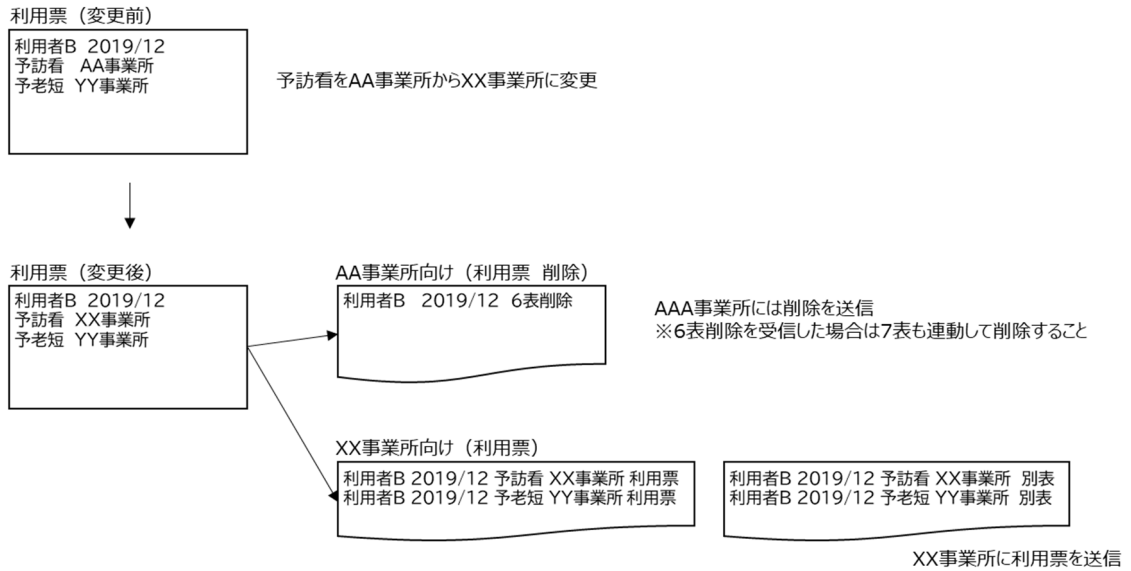 利用票（変更前）
利用者B 2019/12
予訪看 AA事業所
予老短 YY事業所
予訪看をAA事業所からXX事業所に変更
利用票（変更後）
利用者B 2019/12
予訪看 XX事業所
予老短 YY事業所
AA事業所向け（利用票 削除）
利用者B 2019/12 6表削除
AAA事業所には削除を送信
※6表削除を受信した場合は7表も連動して削除すること
XX事業所向け（利用票）
利用者B 2019/12 予訪看 XX事業所 利用票
利用者B 2019/12 予老短 YY事業所 利用票
利用者B 2019/12 予訪看 XX事業所 別表
利用者B 2019/12 予老短 YY事業所 別表
XX事業所に利用票を送信